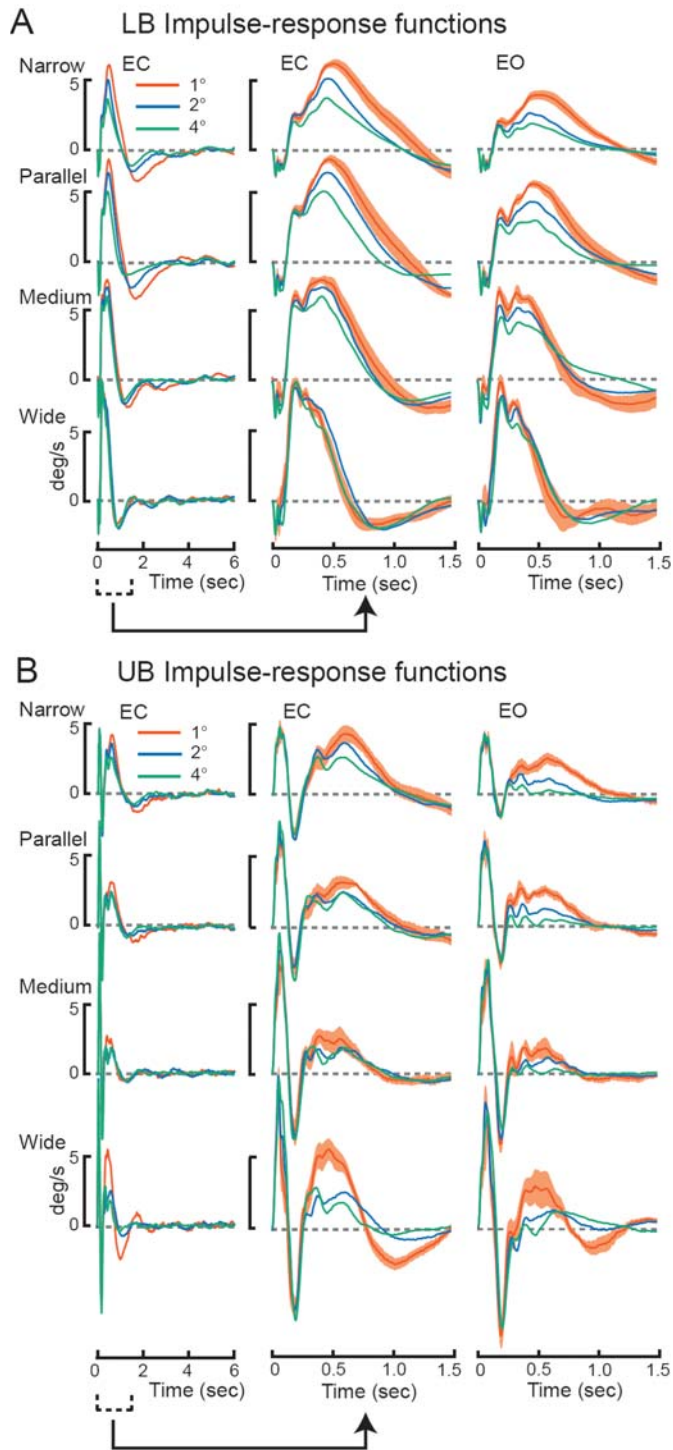 A LB Impulse-response functions
Narrow EC EC EO
5 1°
2°
0 4°
Parallel
5
0
Medium
5
0
Wide
5
deg/s
0
0 2 4 6 0 0.5 1.0 1.5 0 0.5 1.0 1.5
Time (sec) Time (sec) Time (sec)
B UB Impulse-response functions
Narrow EC EC EO
5 1°
2°
0 4°
Parallel
5
0
Medium
5
0
Wide
5
deg/s
0
0 2 4 6 0 0.5 1.0 1.5 0 0.5 1.0 1.5
Time (sec) Time (sec) Time (sec)